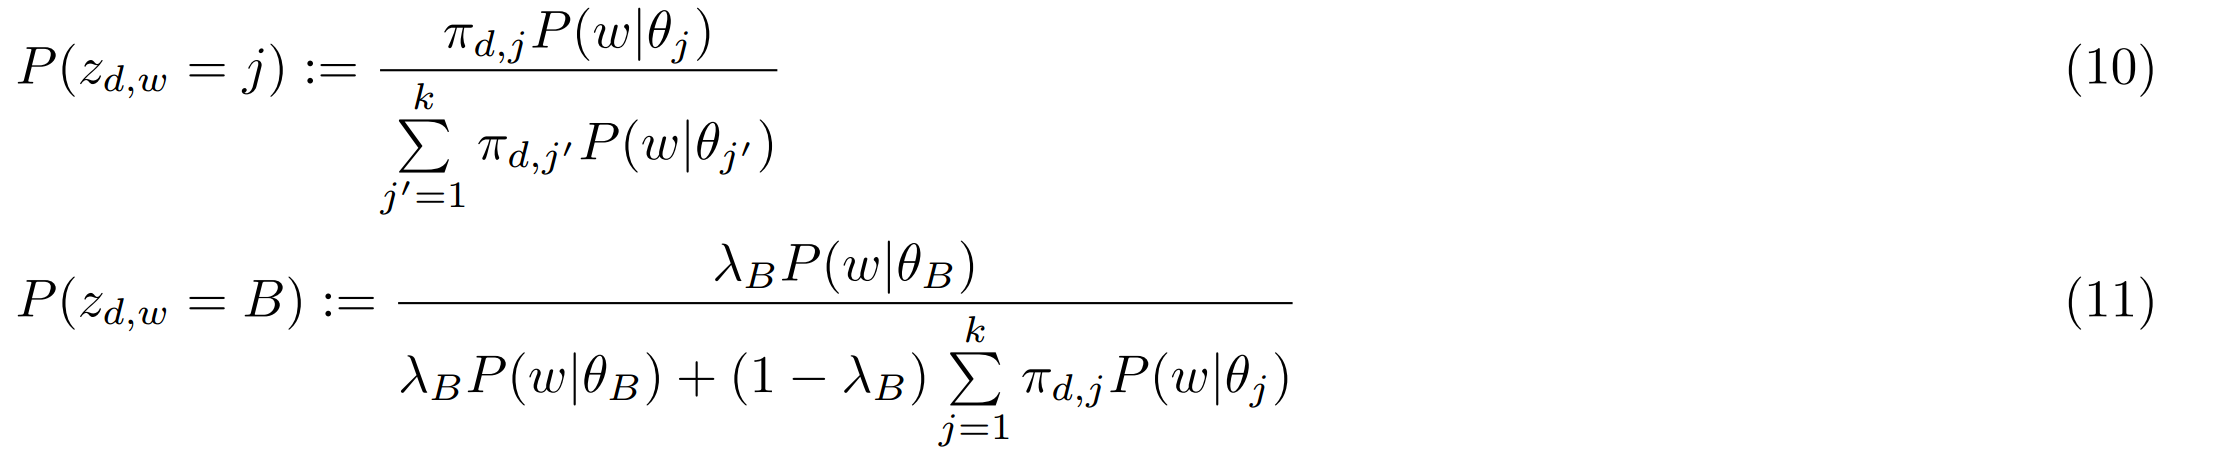 P(z_{d,w} = j) := \frac{\pi_{d,j} P(w|\theta_j)}{\sum_{j'=1}^{k} \pi_{d,j'} P(w|\theta_{j'})} (10)
P(z_{d,w} = B) := \frac{\lambda_B P(w|\theta_B)}{\lambda_B P(w|\theta_B) + (1 - \lambda_B) \sum_{j=1}^{k} \pi_{d,j} P(w|\theta_j)} (11)